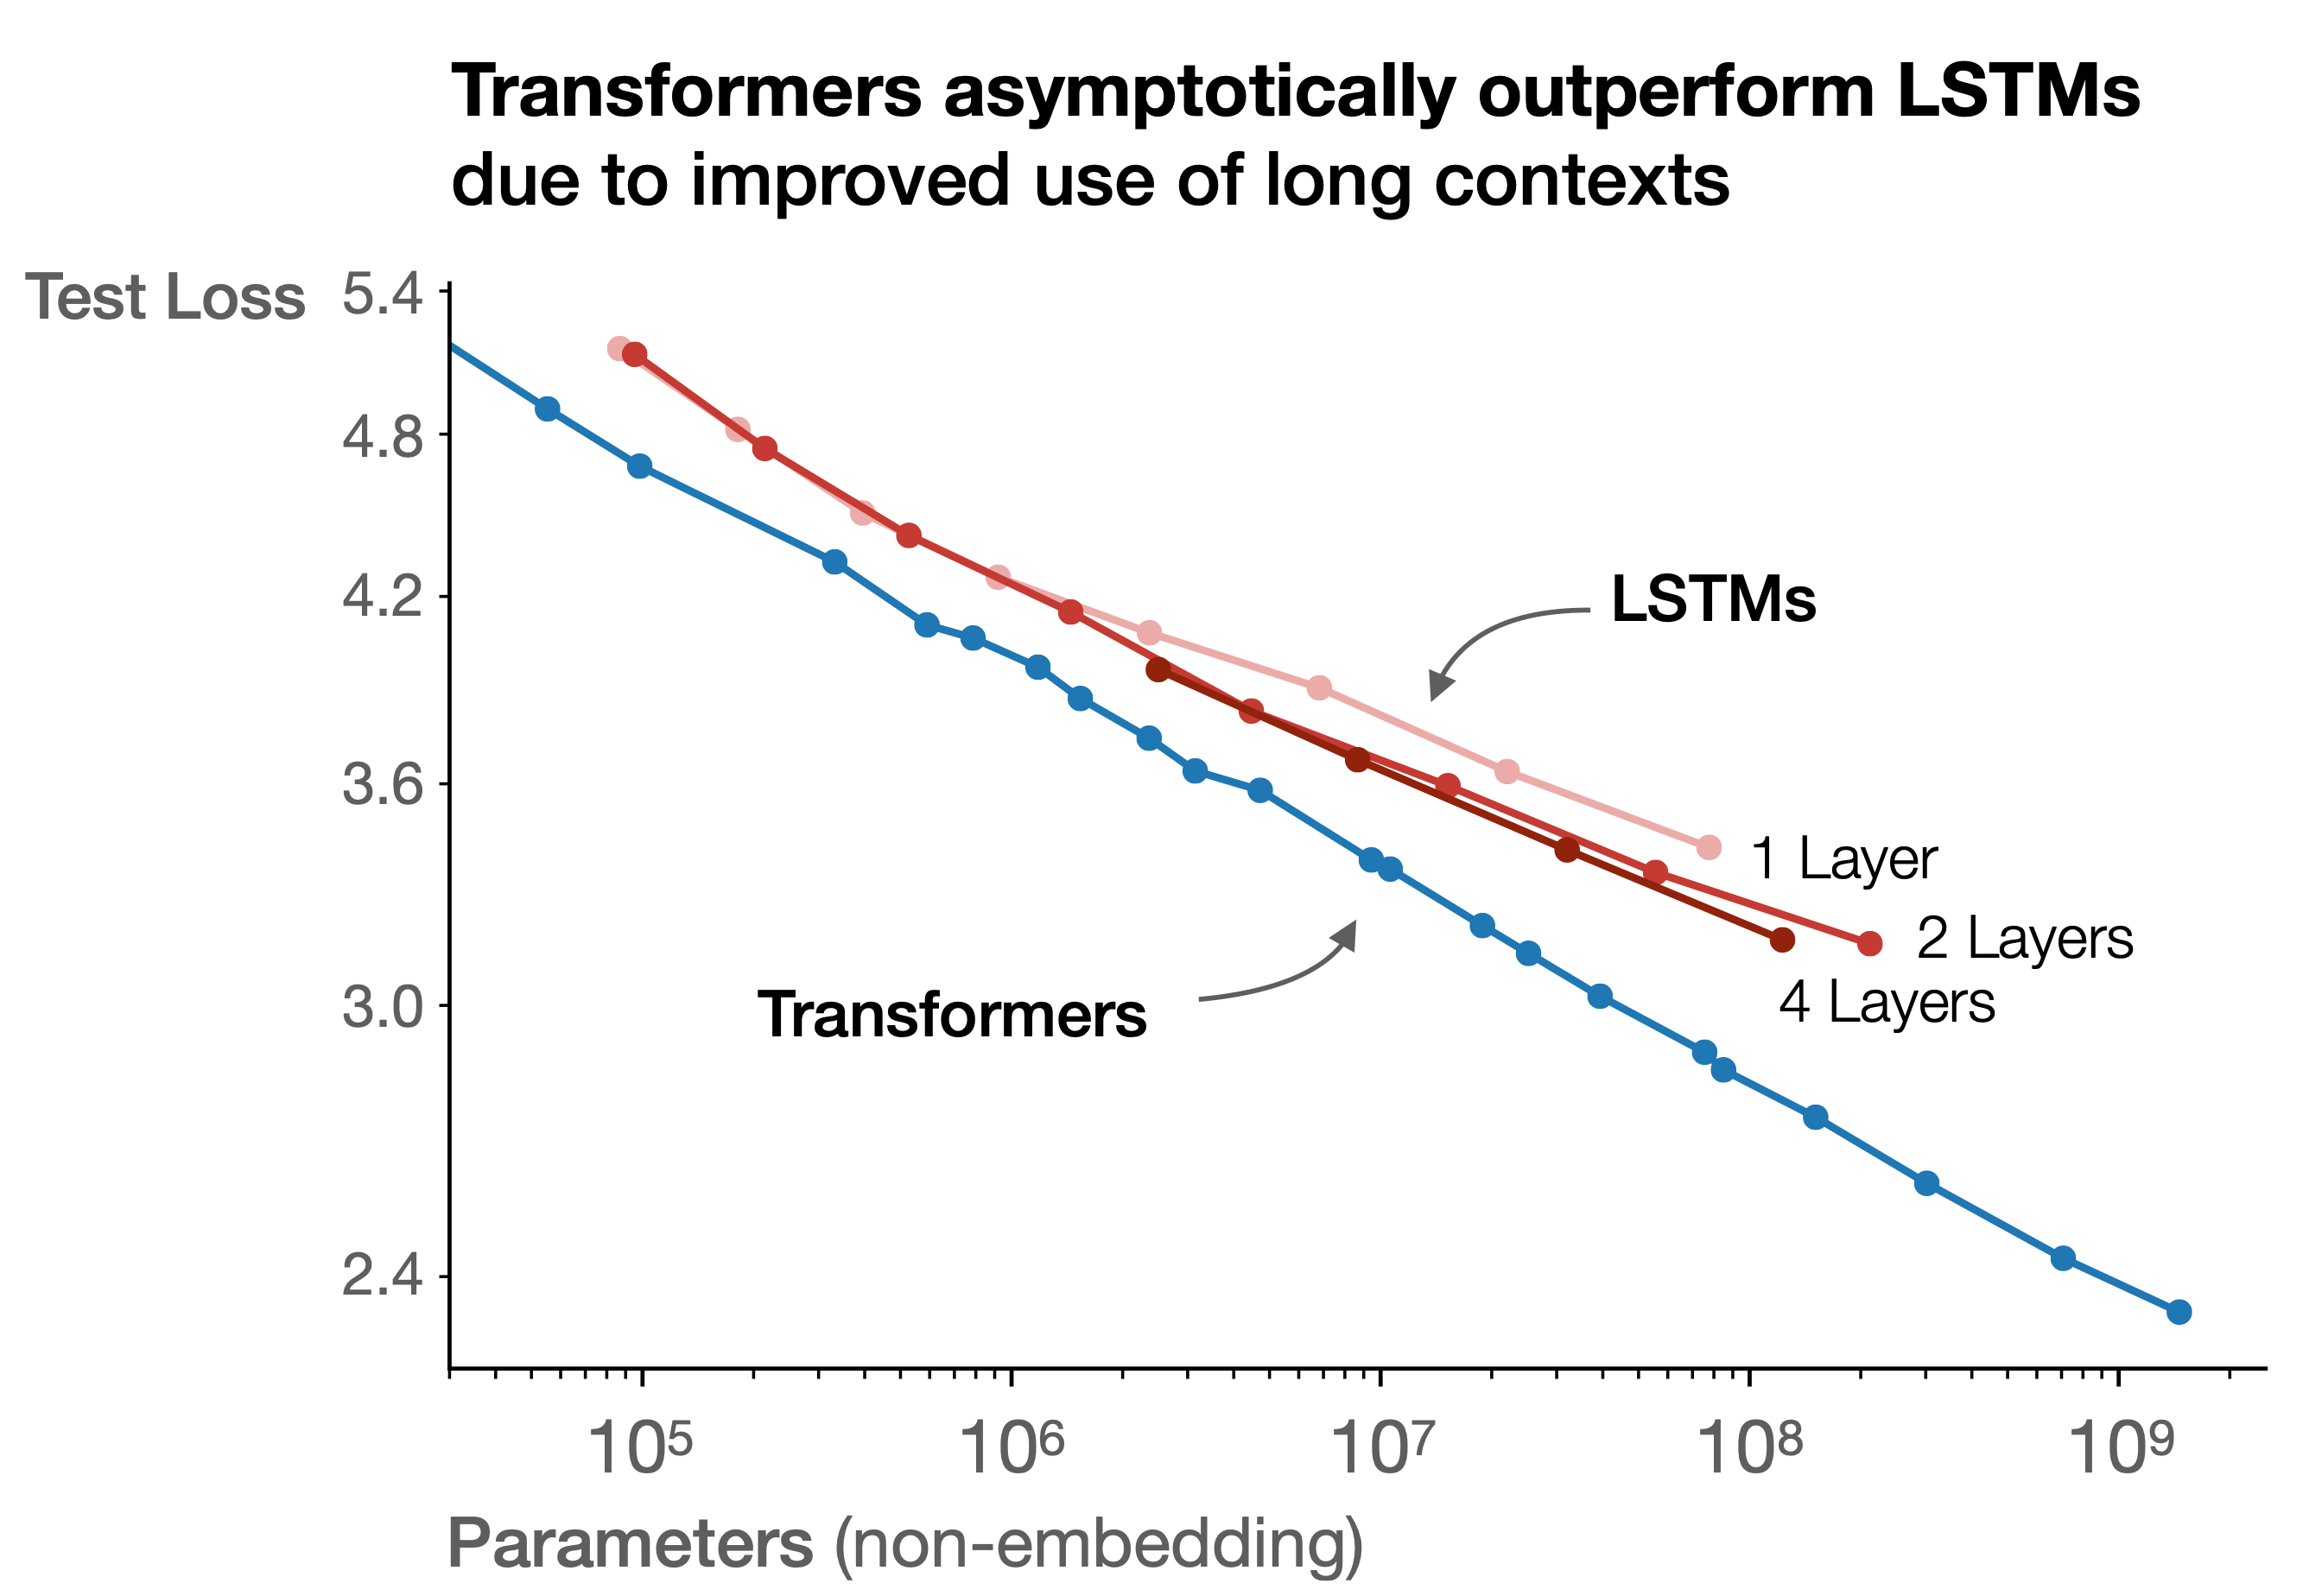 Transformers asymptotically outperform LSTMs
due to improved use of long contexts
Test Loss 5.4
4.8
4.2
LSTMs
3.6
1 Layer
2 Layers
3.0
4 Layers
Transformers
2.4
10⁵ 10⁶ 10⁷ 10⁸ 10⁹
Parameters (non-embedding)